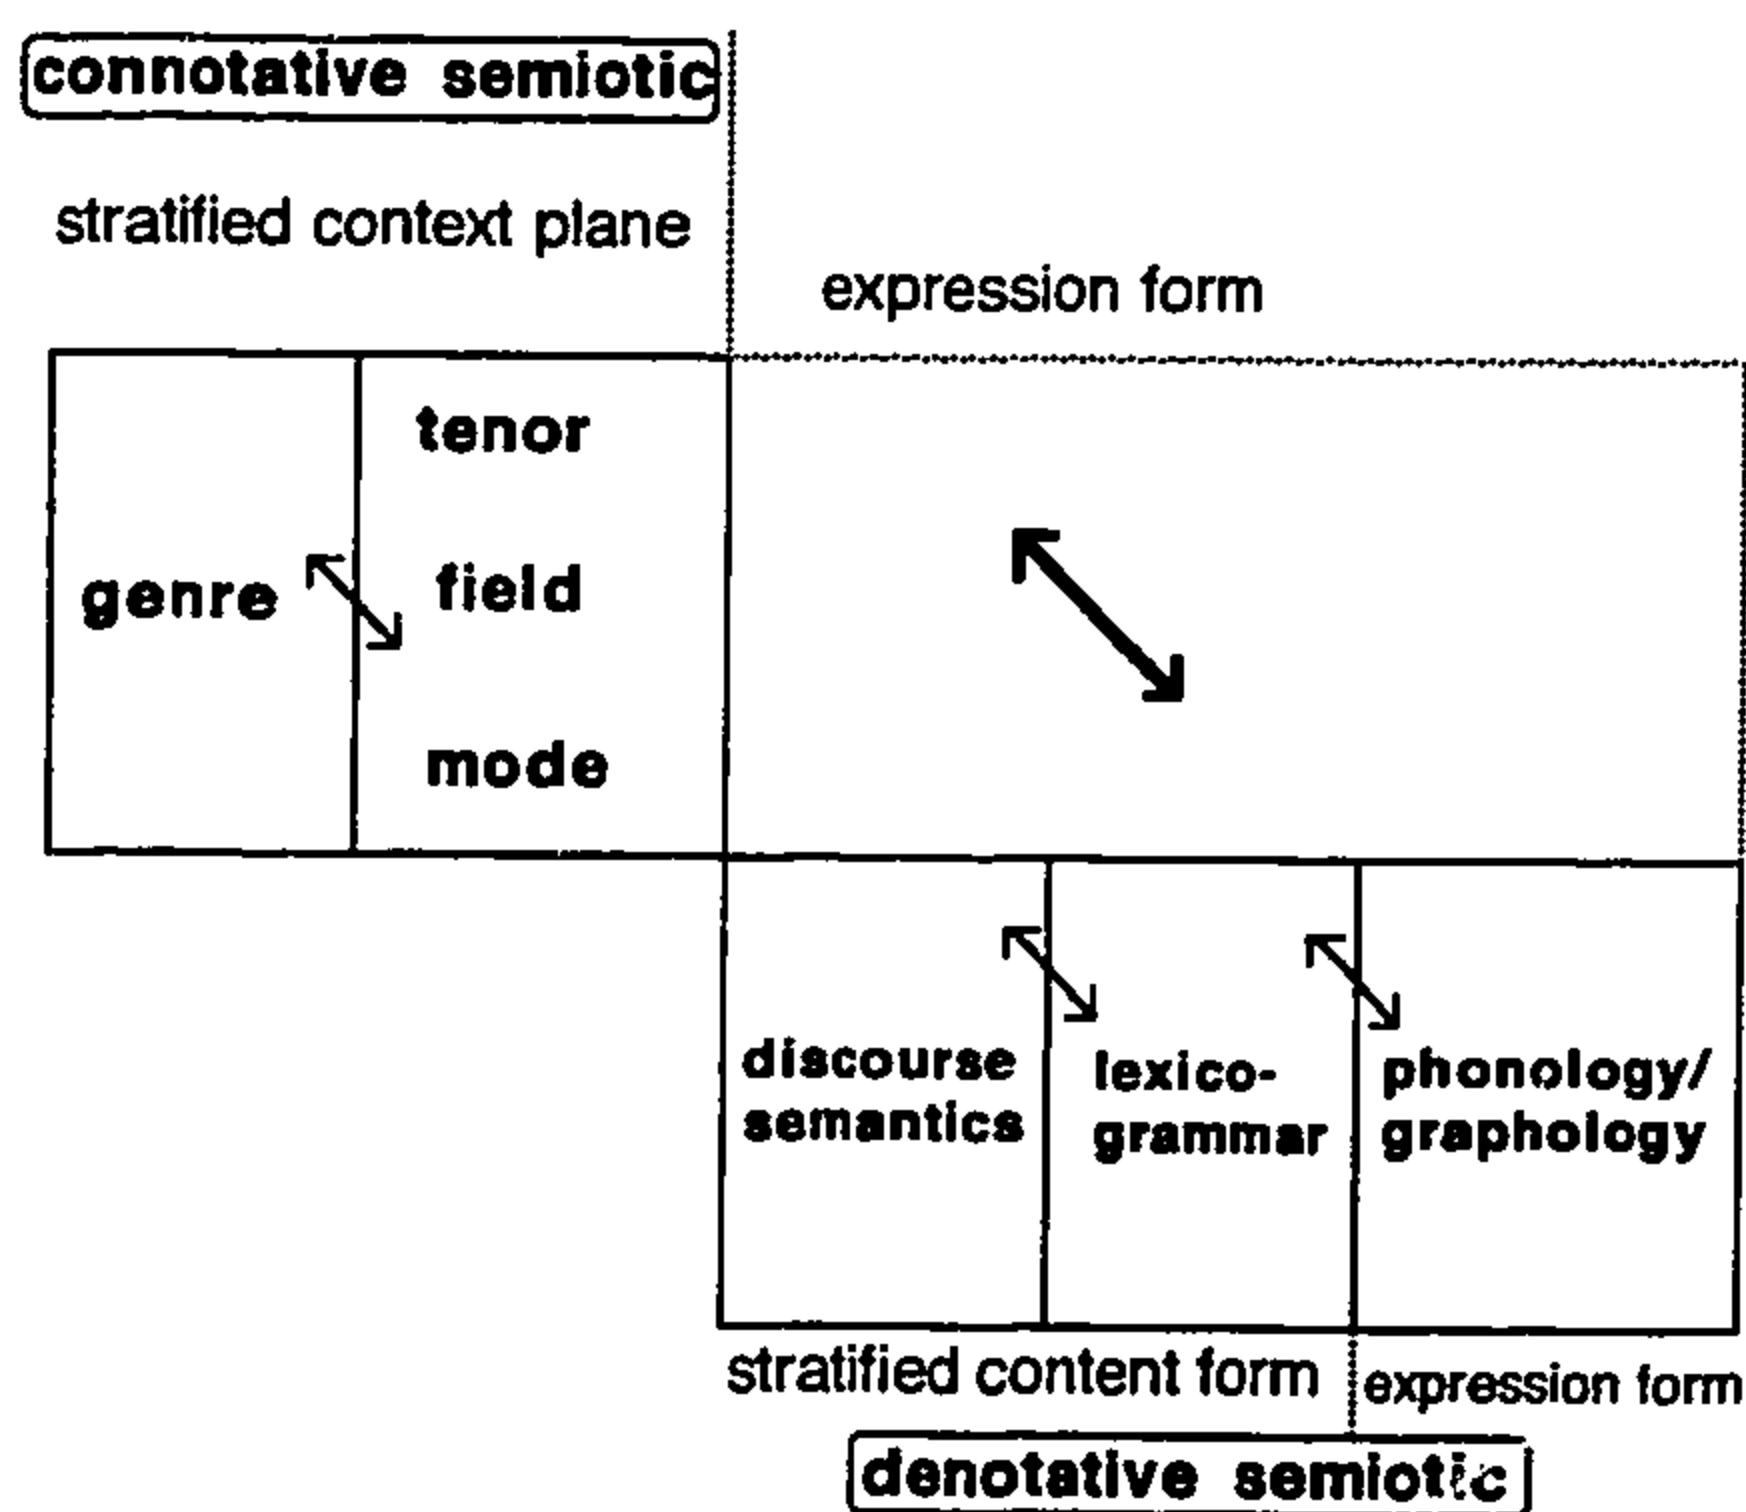 connotative semiotic
stratified context plane
expression form
tenor
genre
field
mode
discourse
semantics
lexico-
grammar
phonology/
graphology
stratified content form
expression form
denotative semiotic